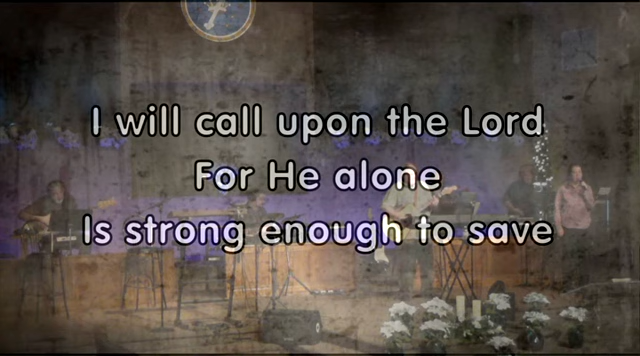 I will call upon the Lord
For He alone
Is strong enough to save